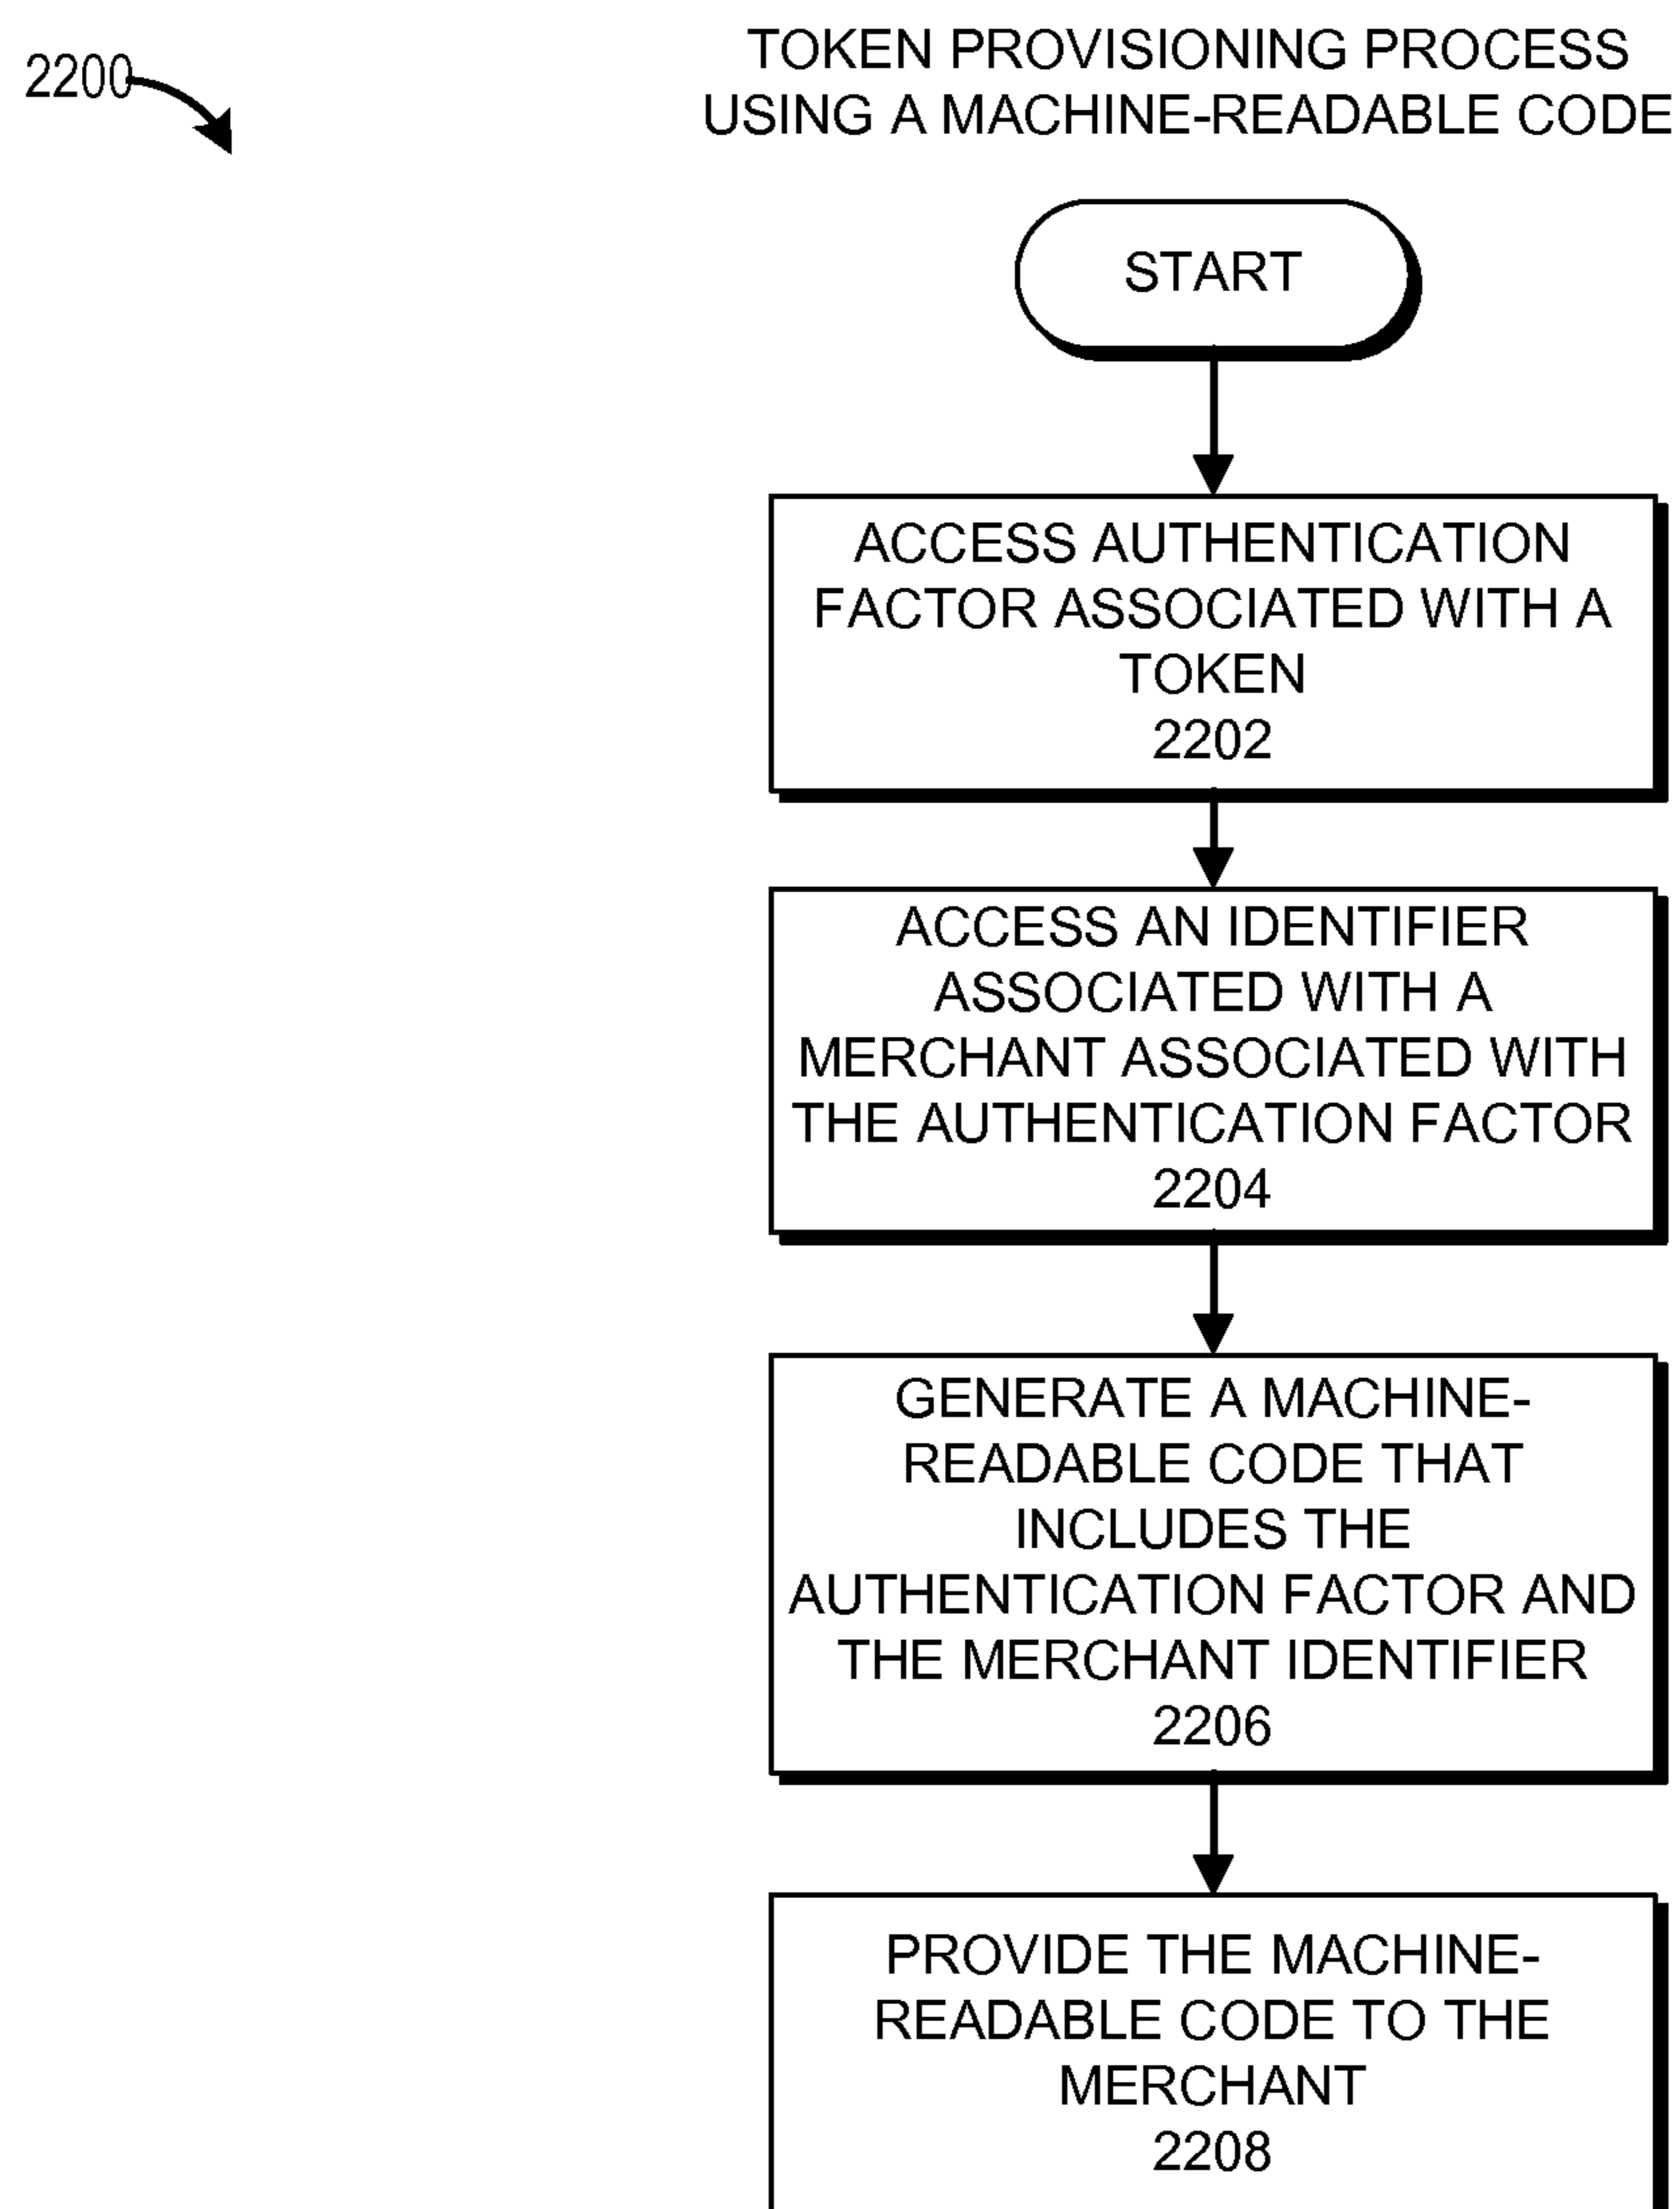 2200
TOKEN PROVISIONING PROCESS
USING A MACHINE-READABLE CODE
START
ACCESS AUTHENTICATION
FACTOR ASSOCIATED WITH A
TOKEN
2202
ACCESS AN IDENTIFIER
ASSOCIATED WITH A
MERCHANT ASSOCIATED WITH
THE AUTHENTICATION FACTOR
2204
GENERATE A MACHINE-
READABLE CODE THAT
INCLUDES THE
AUTHENTICATION FACTOR AND
THE MERCHANT IDENTIFIER
2206
PROVIDE THE MACHINE-
READABLE CODE TO THE
MERCHANT
2208